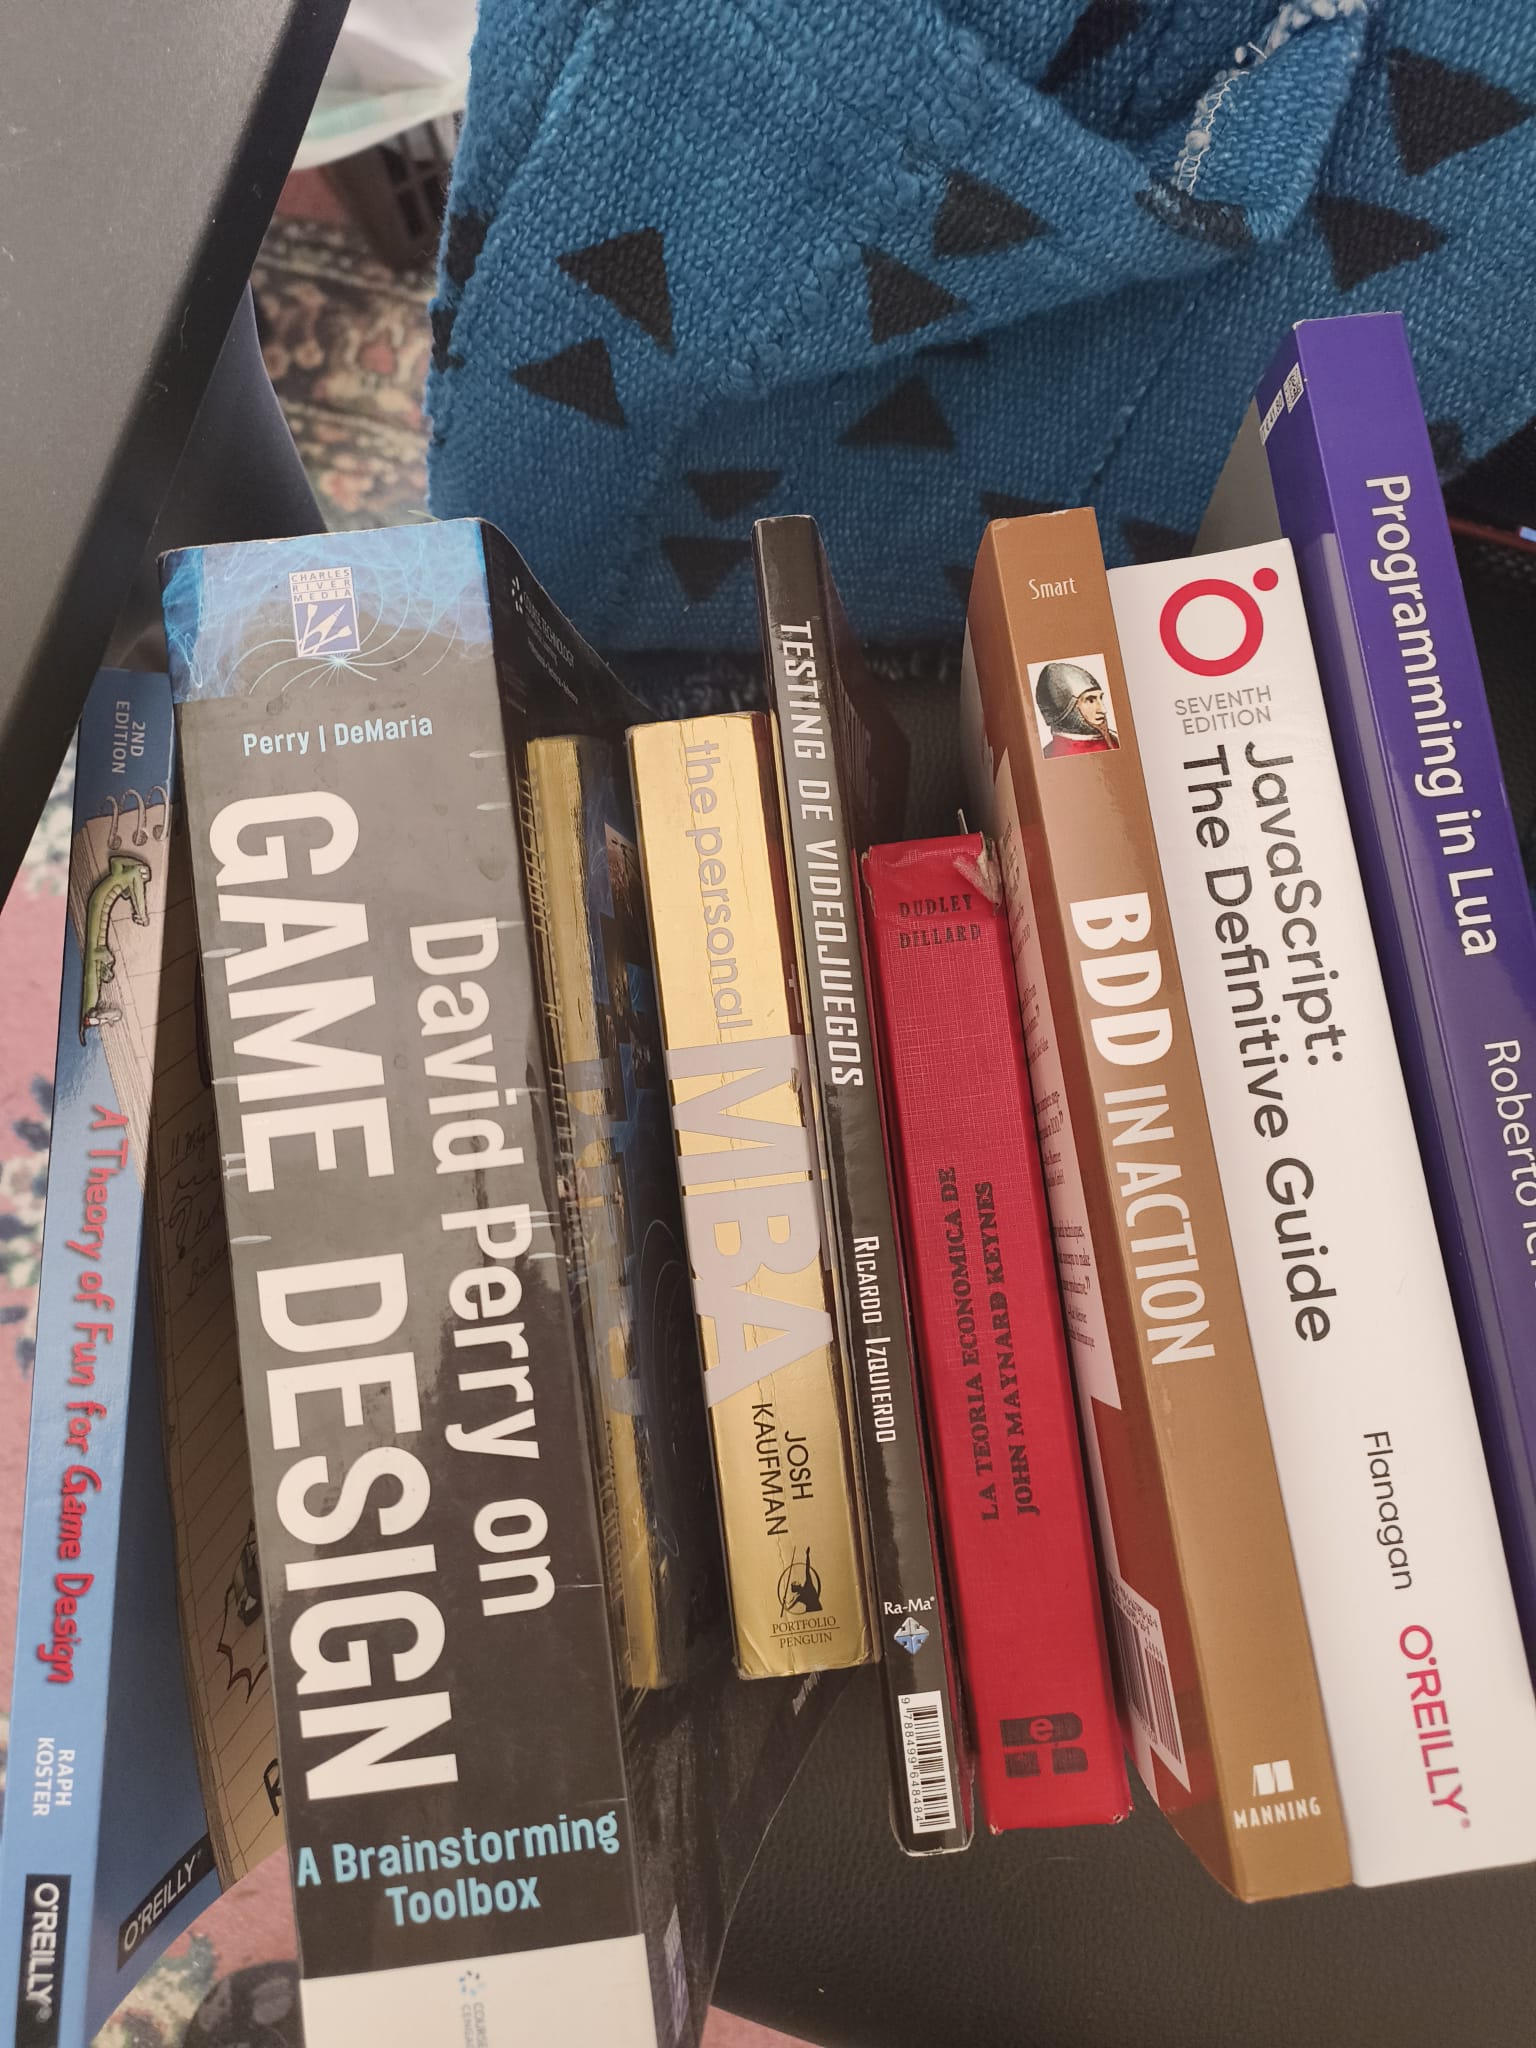 2ND
EDITION
A Theory of Fun for Game Design
RAPH
KOSTER
O'REILLY®
O'REILLY®
CHARLES
RIVER
MEDIA
Perry | DeMaria
David Perry on
GAME DESIGN
A Brainstorming
Toolbox
the personal
MBA
JOSH
KAUFMAN
PORTFOLIO
PENGUIN
TESTING DE VIDEOJUEGOS
RICARDO IZQUIERDO
Ra-Ma®
9788499648484
DUDLEY
DILLARD
LA TEORIA ECONOMICA DE
JOHN MAYNARD KEYNES
Smart
BDD IN ACTION
MANNING
SEVENTH
EDITION
JavaScript:
The Definitive Guide
Flanagan
O'REILLY®
Programming in Lua
Roberto